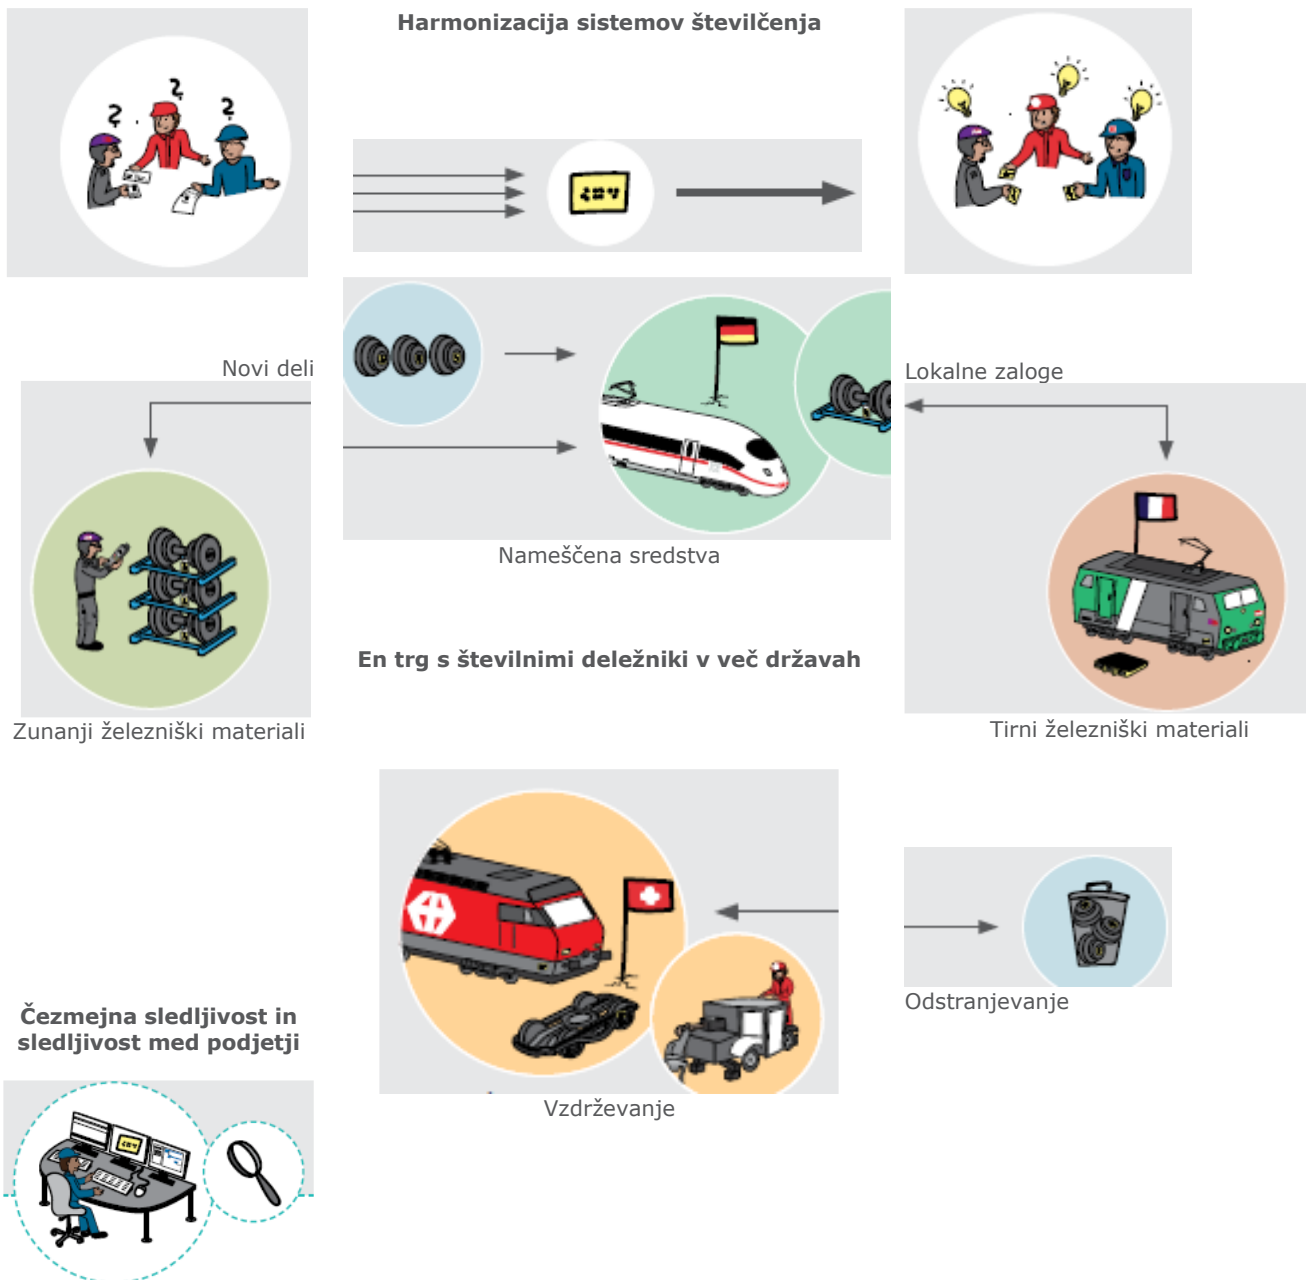 Harmonizacija sistemov številčenja
Novi deli
Lokalne zaloge
Nameščena sredstva
En trg s številnimi deležniki v več državah
Zunanji železniški materiali
Tirni železniški materiali
Odstranjevanje
Čezmejna sledljivost in
sledljivost med podjetji
Vzdrževanje